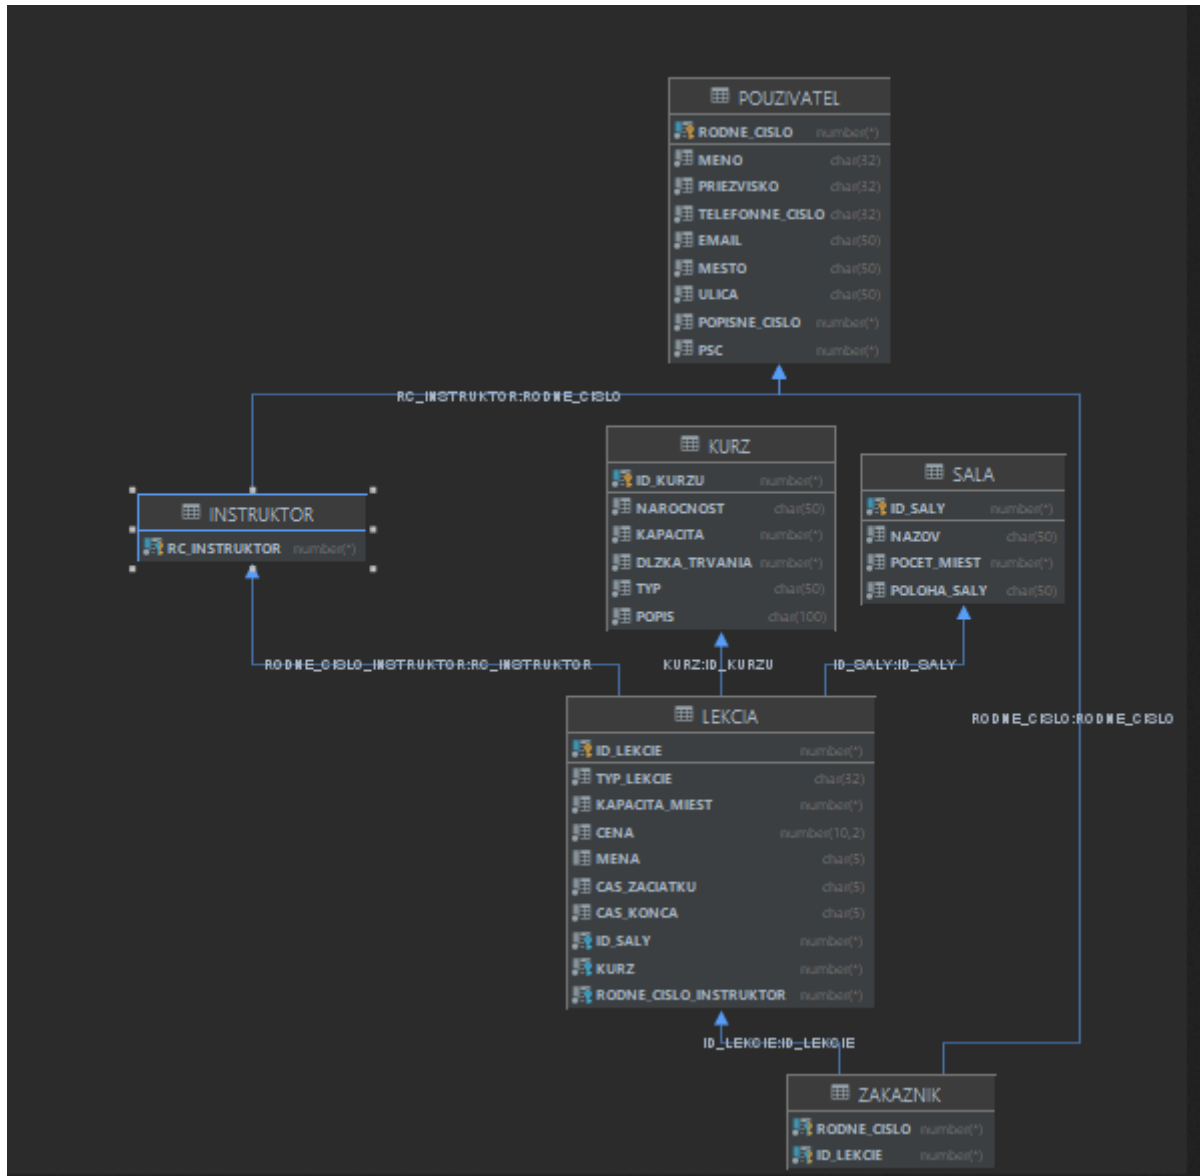 POUZIVATEL
RODNE_CISLO number(*)
MENO char(32)
PRIEZVISKO char(32)
TELEFONNE_CISLO char(32)
EMAIL char(50)
MESTO char(50)
ULICA char(50)
POPISNE_CISLO number(*)
PSC number(*)
RC_INSTRUKTOR:RODNE_CISLO
KURZ
ID_KURZU number(*)
NAROCNOST char(50)
KAPACITA number(*)
DLZKA_TRVANIA number(*)
TYP char(50)
POPIS char(100)
SALA
ID_SALY number(*)
NAZOV char(50)
POCET_MIEST number(*)
POLOHA_SALY char(50)
INSTRUKTOR
RC_INSTRUKTOR number(*)
RODNE_CISLO_INSTRUKTOR:RC_INSTRUKTOR
KURZ:ID_KURZU
ID_SALY:ID_SALY
LEKCIA
ID_LEKCIE number(*)
TYP_LEKCIE char(32)
KAPACITA_MIEST number(*)
CENA number(10,2)
MENA char(5)
CAS_ZACIATKU char(5)
CAS_KONCA char(5)
ID_SALY number(*)
KURZ number(*)
RODNE_CISLO_INSTRUKTOR number(*)
RODNE_CISLO:RODNE_CISLO
ID_LEKCIE:ID_LEKCIE
ZAKAZNIK
RODNE_CISLO number(*)
ID_LEKCIE number(*)